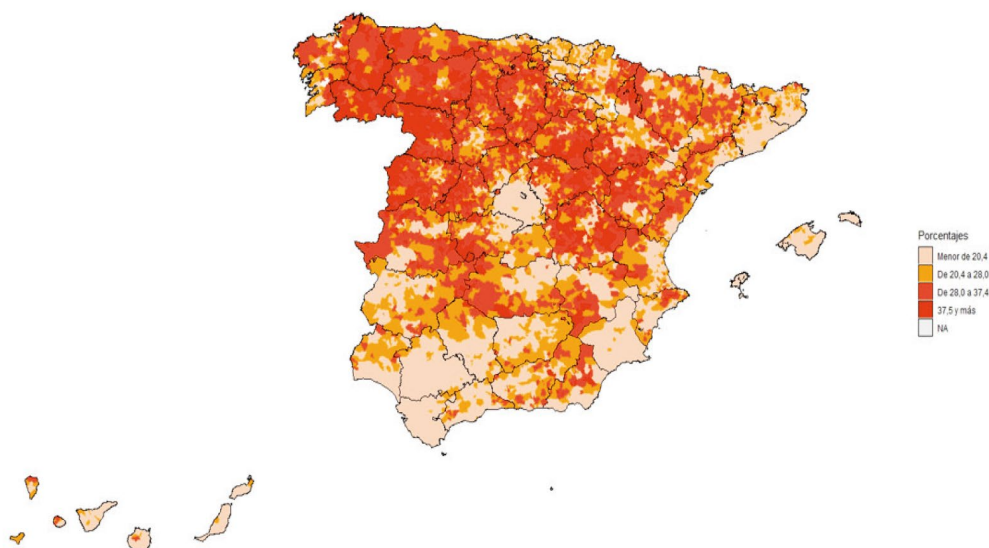 Porcentajes
Menor de 20,4
De 20,4 a 28,0
De 28,0 a 37,4
37,5 y más
NA